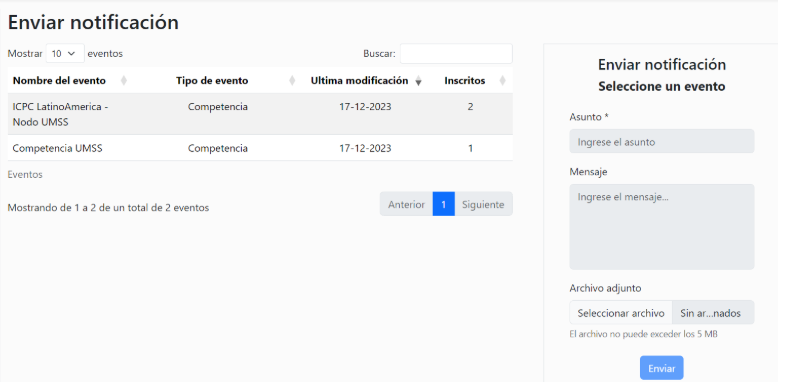 Enviar notificación
Mostrar 10 eventos
Buscar:
Nombre del evento Tipo de evento Ultima modificación Inscritos
ICPC LatinoAmerica - Nodo UMSS Competencia 17-12-2023 2
Competencia UMSS Competencia 17-12-2023 1
Eventos
Mostrando de 1 a 2 de un total de 2 eventos
Anterior 1 Siguiente
Enviar notificación
Seleccione un evento
Asunto *
Ingrese el asunto
Mensaje
Ingrese el mensaje...
Archivo adjunto
Seleccionar archivo Sin ar...nados
El archivo no puede exceder los 5 MB
Enviar